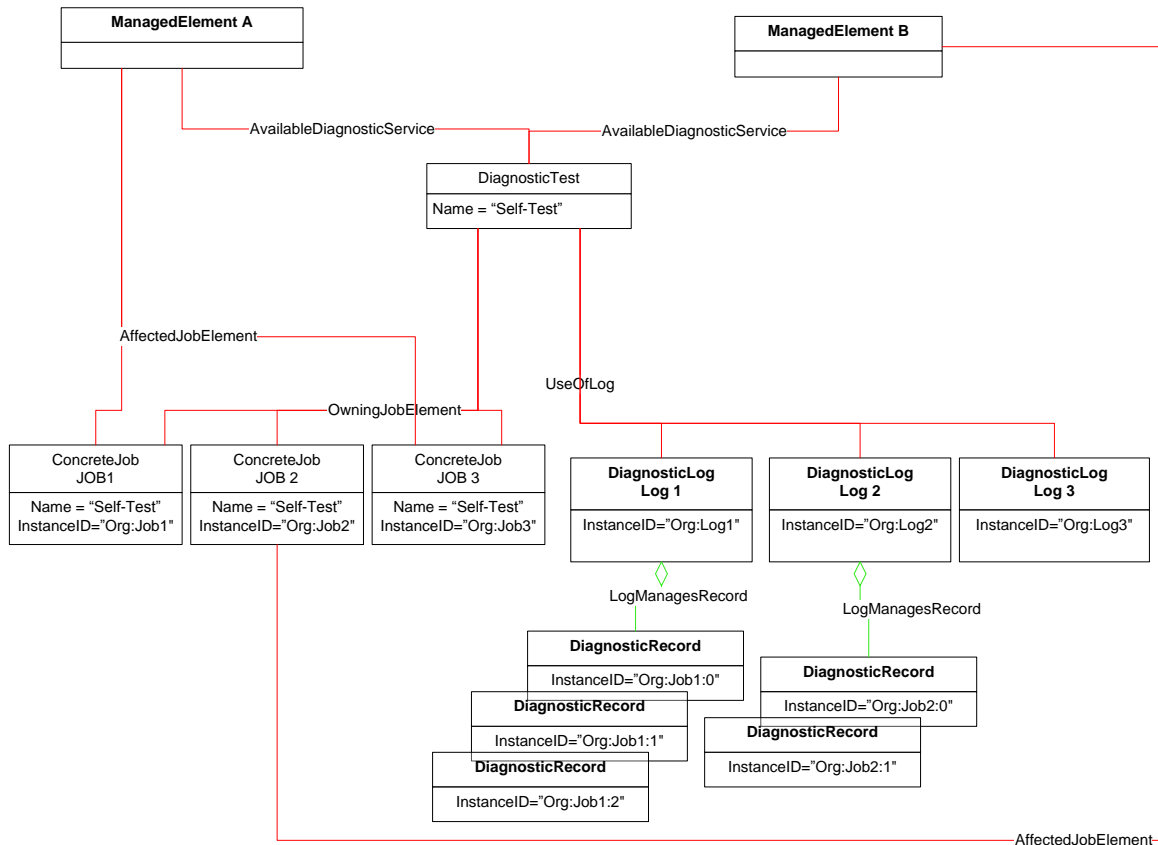 ManagedElement A
ManagedElement B
AvailableDiagnosticService
AvailableDiagnosticService
DiagnosticTest
Name = “Self-Test”
AffectedJobElement
UseOfLog
OwningJobElement
ConcreteJob
JOB1
Name = “Self-Test”
InstanceID=”Org:Job1"
ConcreteJob
JOB 2
Name = “Self-Test”
InstanceID=”Org:Job2"
ConcreteJob
JOB 3
Name = “Self-Test”
InstanceID=”Org:Job3"
DiagnosticLog
Log 1
InstanceID=”Org:Log1"
DiagnosticLog
Log 2
InstanceID=”Org:Log2"
DiagnosticLog
Log 3
InstanceID=”Org:Log3"
LogManagesRecord
LogManagesRecord
DiagnosticRecord
InstanceID=”Org:Job1:0"
DiagnosticRecord
InstanceID=”Org:Job1:1"
DiagnosticRecord
InstanceID=”Org:Job1:2"
DiagnosticRecord
InstanceID=”Org:Job2:0"
DiagnosticRecord
InstanceID=”Org:Job2:1"
AffectedJobElement